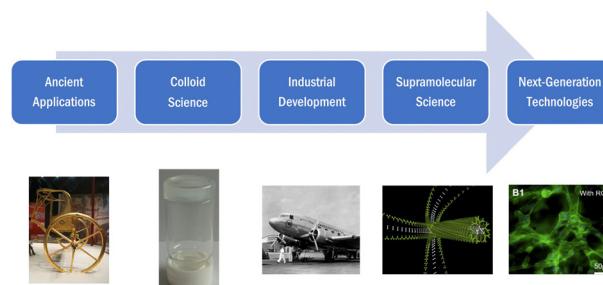 Ancient
Applications
Colloid
Science
Industrial
Development
Supramolecular
Science
Next-Generation
Technologies
B1